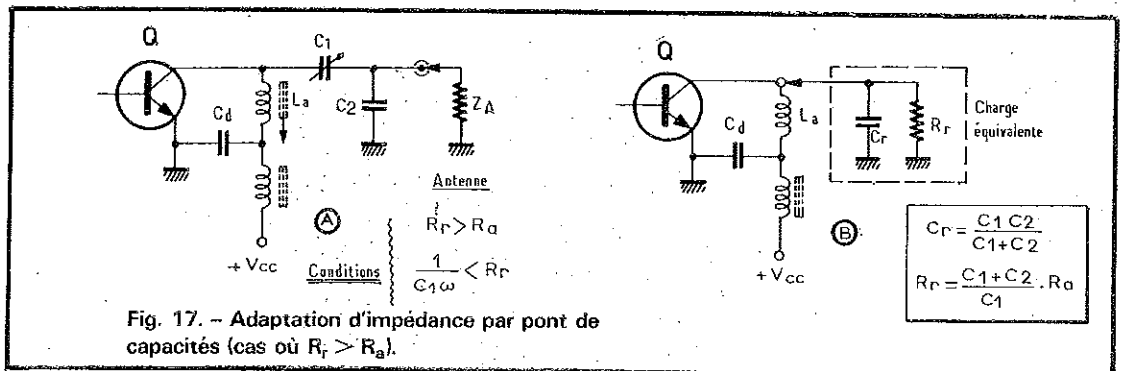 Q
C1
La
C2
ZA
Cd
Antenne
A
+ Vcc
Conditions
Rr > Ra
1
C1ω
< Rr
Fig. 17. – Adaptation d'impédance par pont de
capacités (cas où Rr > Ra).
Q
La
Cd
Cr
Rr
Charge
équivalente
B
+ Vcc
Cr = C1 C2
C1+C2
Rr = C1+C2
C1
. Ra